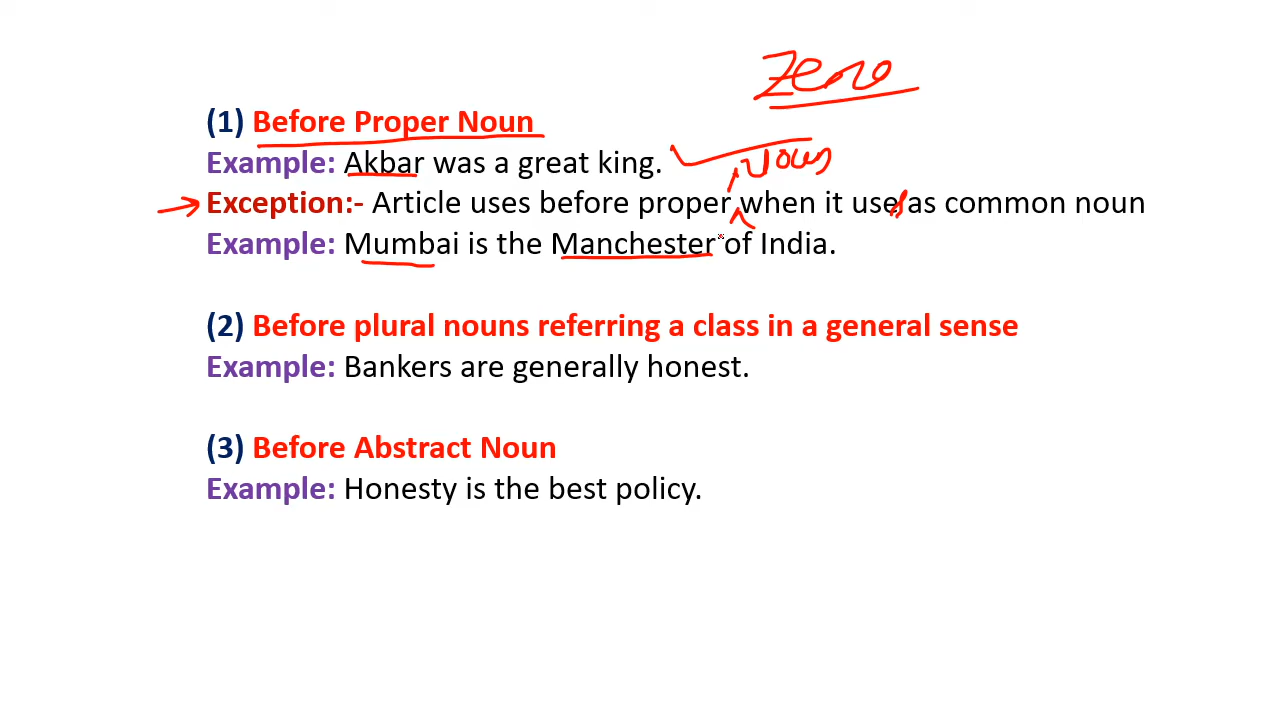 Zero
(1) Before Proper Noun
Example: Akbar was a great king.
noun
Exception:- Article uses before proper when it used as common noun
Example: Mumbai is the Manchester of India.
(2) Before plural nouns referring a class in a general sense
Example: Bankers are generally honest.
(3) Before Abstract Noun
Example: Honesty is the best policy.